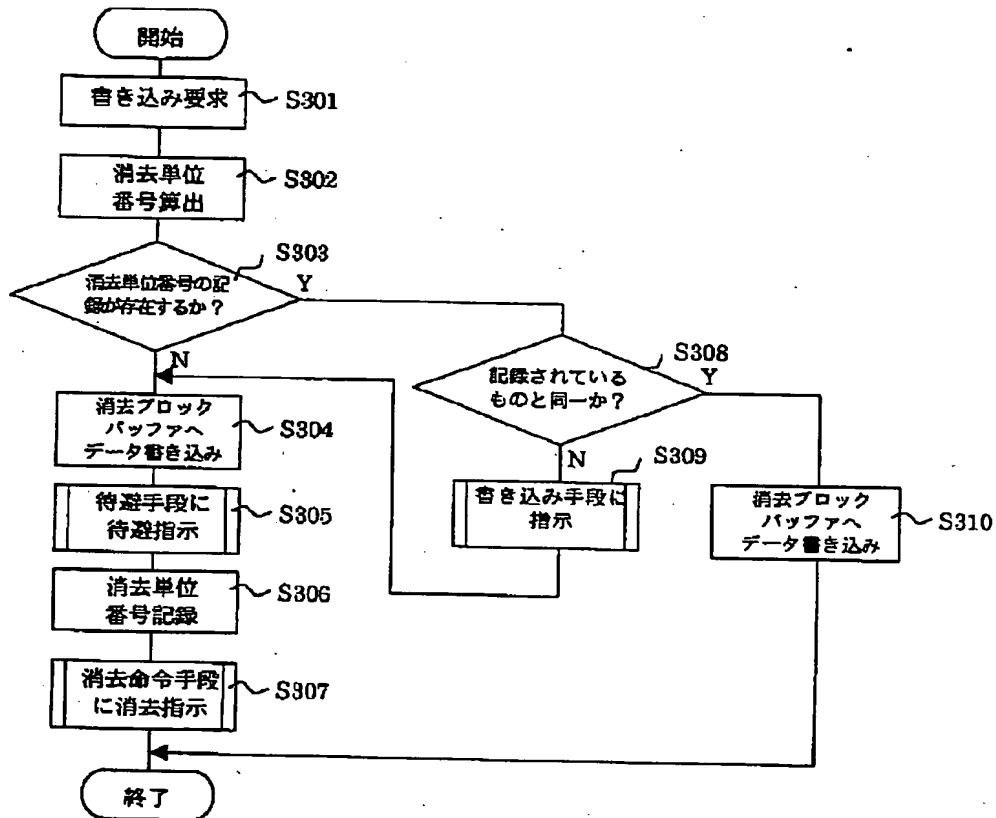 開始
書き込み要求
S301
消去単位
番号算出
S302
消去単位番号の記
録が存在するか？
S303
Y
N
消去ブロック
バッファへ
データ書き込み
S304
待避手段に
待避指示
S305
消去単位
番号記録
S306
消去命令手段
に消去指示
S307
終了
記録されている
ものと同一か？
S308
Y
N
書き込み手段に
指示
S309
消去ブロック
バッファへ
データ書き込み
S310